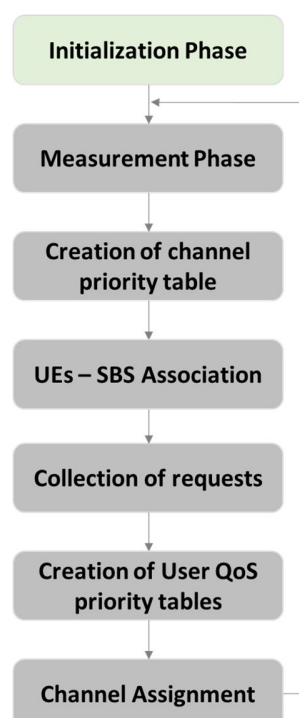 Initialization Phase
Measurement Phase
Creation of channel
priority table
UEs – SBS Association
Collection of requests
Creation of User QoS
priority tables
Channel Assignment